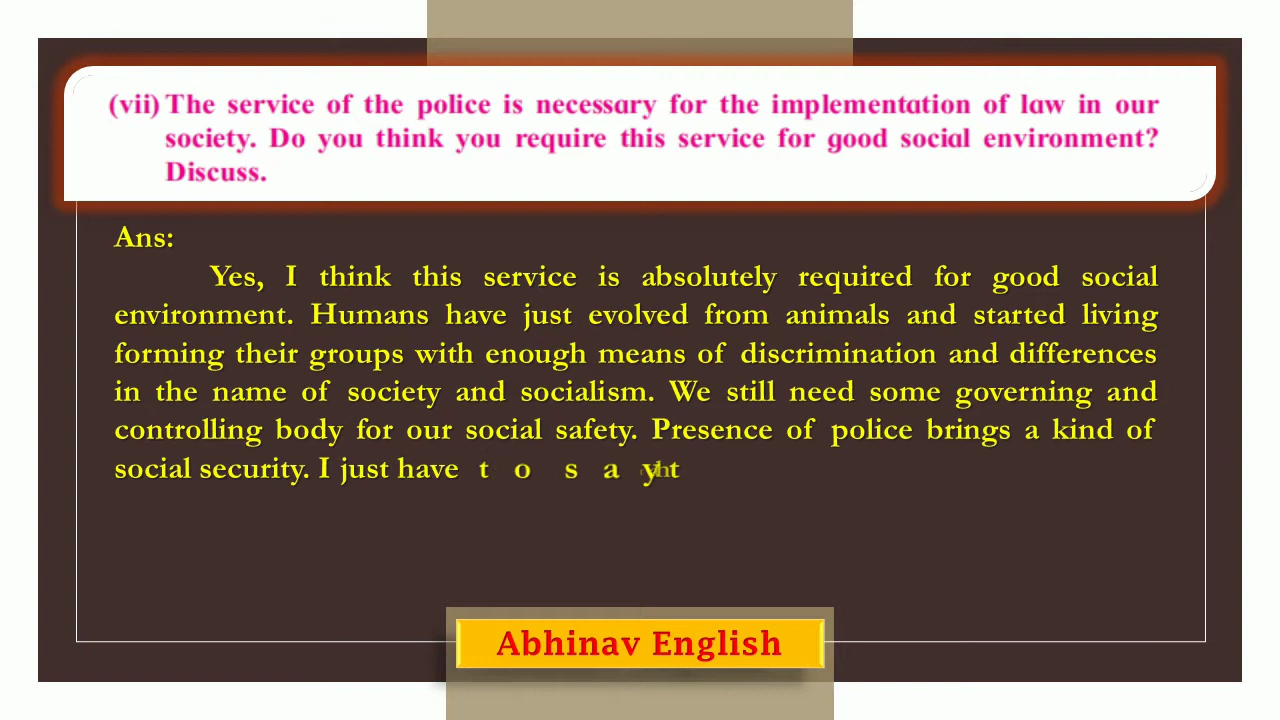 (vii) The service of the police is necessary for the implementation of law in our
society. Do you think you require this service for good social environment?
Discuss.
Ans:
Yes, I think this service is absolutely required for good social
environment. Humans have just evolved from animals and started living
forming their groups with enough means of discrimination and differences
in the name of society and socialism. We still need some governing and
controlling body for our social safety. Presence of police brings a kind of
social security. I just have to say
Abhinav English